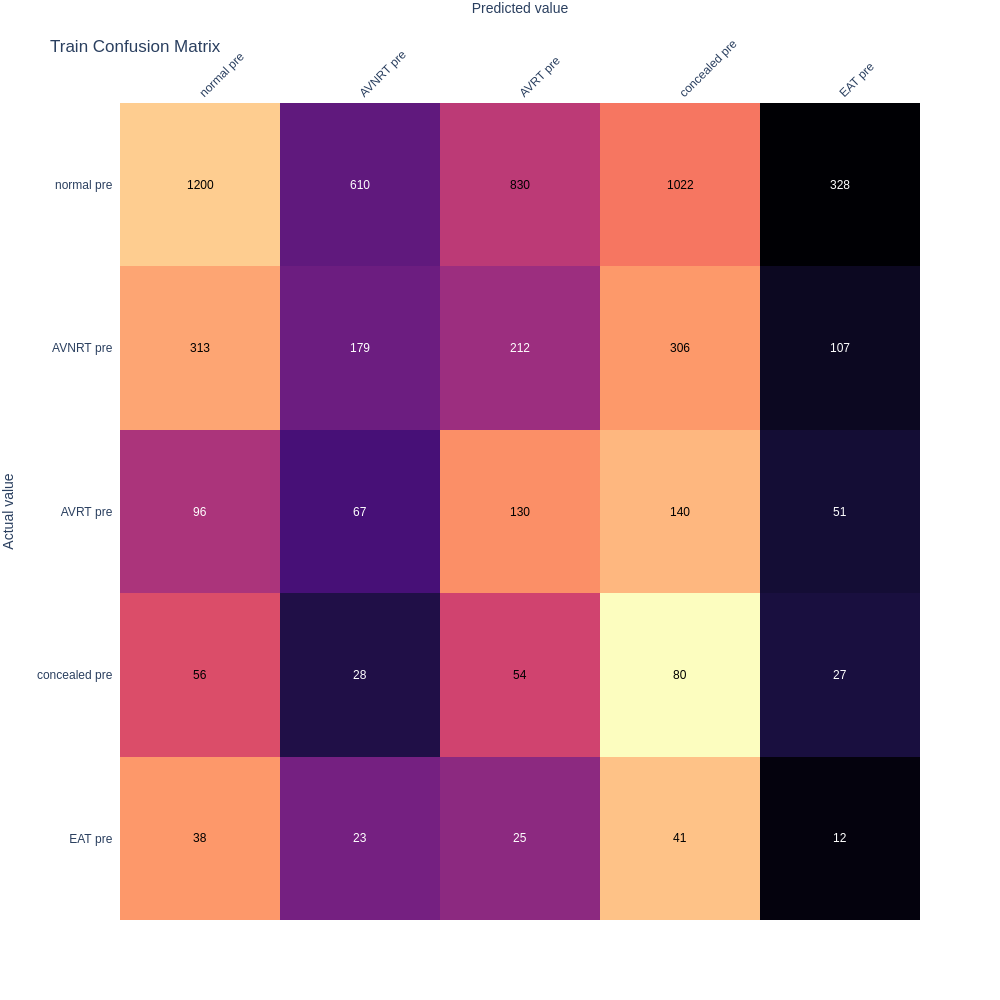 Predicted value
Train Confusion Matrix
normal pre AVNRT pre AVRT pre concealed pre EAT pre
normal pre 1200 610 830 1022 328
AVNRT pre 313 179 212 306 107
Actual value
AVRT pre 96 67 130 140 51
concealed pre 56 28 54 80 27
EAT pre 38 23 25 41 12